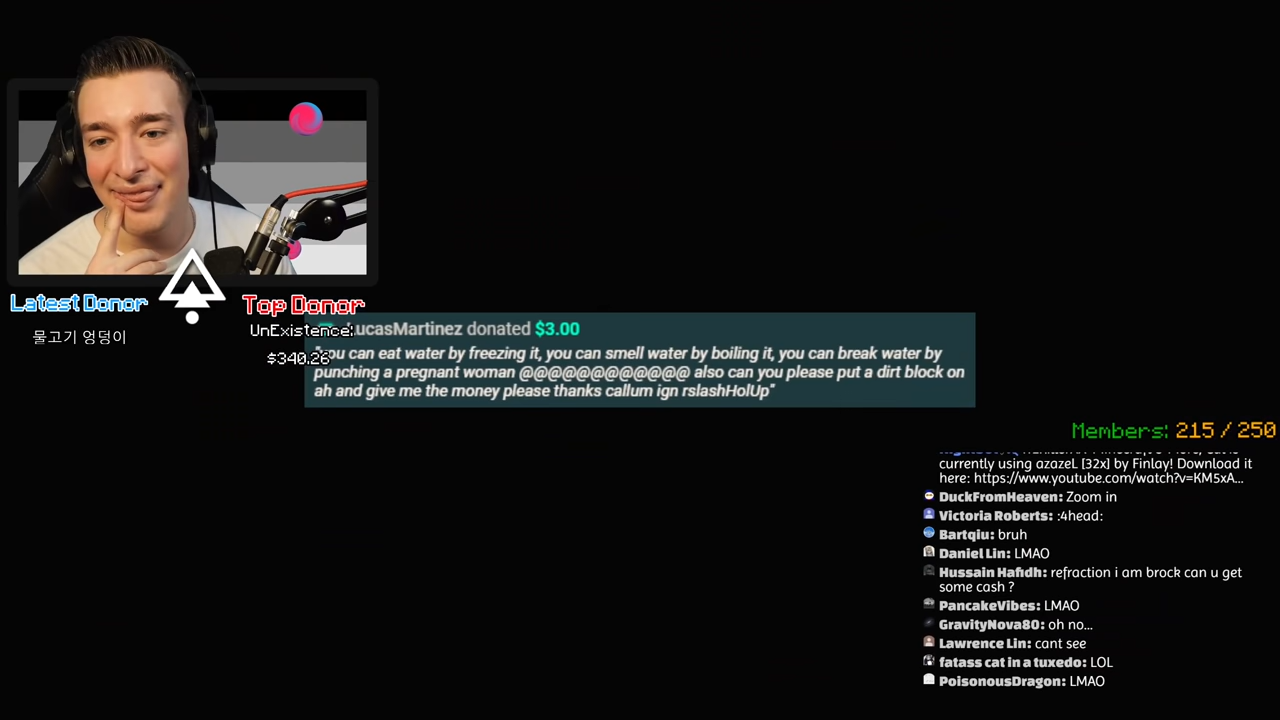 Latest Donor
물고기 엉덩이
Top Donor
UnExistence:
$340.26
LucasMartinez donated $3.00
"you can eat water by freezing it, you can smell water by boiling it, you can break water by
punching a pregnant woman @@@@@@@@@@@@ also can you please put a dirt block on
ah and give me the money please thanks callum ign rslashHolUp"
Members: 215 / 250
currently using azazeL [32x] by Finlay! Download it
here: https://www.youtube.com/watch?v=KM5xA...
DuckFromHeaven: Zoom in
Victoria Roberts: :4head:
Bartqiu: bruh
Daniel Lin: LMAO
Hussain Hafidh: refraction i am brock can u get
some cash ?
PancakeVibes: LMAO
GravityNova80: oh no...
Lawrence Lin: cant see
fatass cat in a tuxedo: LOL
PoisonousDragon: LMAO